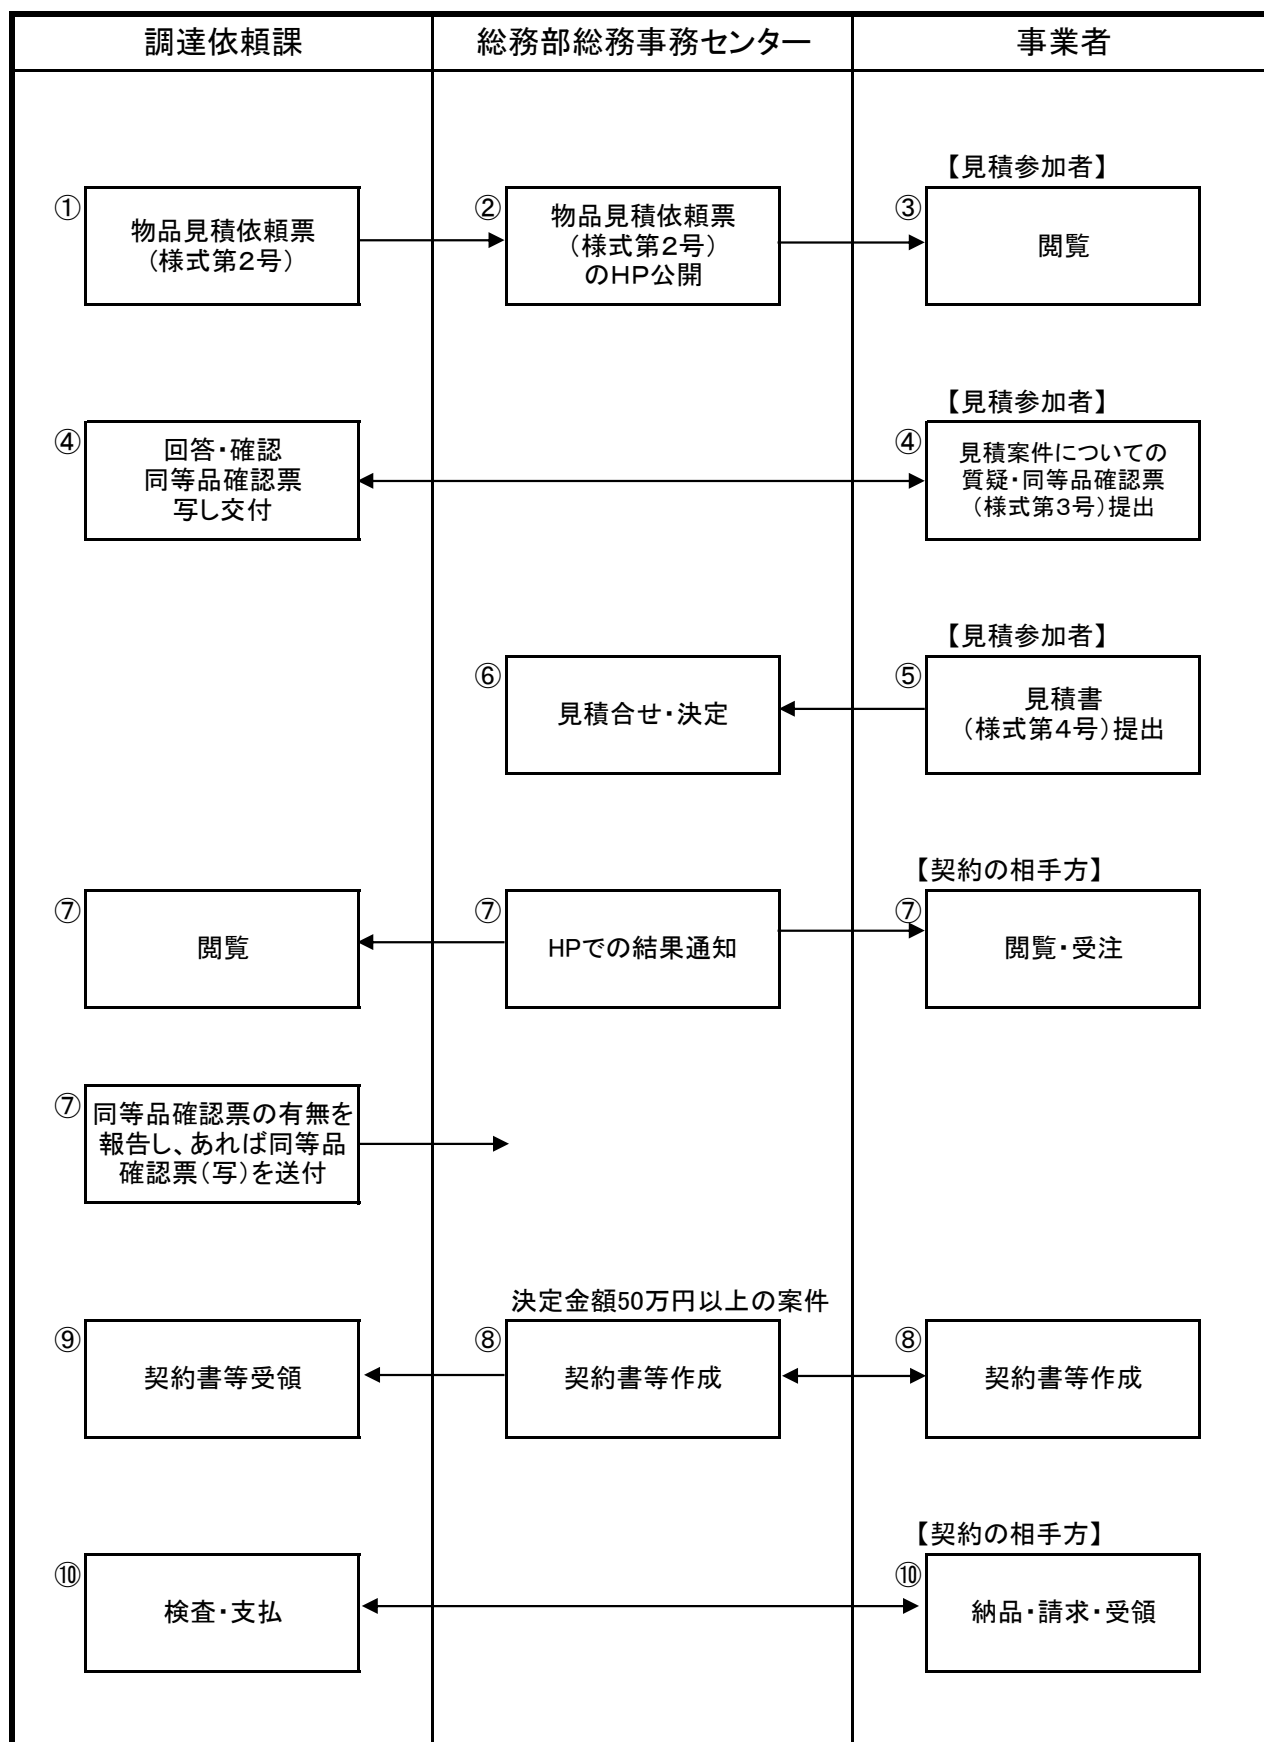 調達依頼課
総務部総務事務センター
事業者
【見積参加者】
①
物品見積依頼票
（様式第2号）
②
物品見積依頼票
（様式第2号）
のHP公開
③
閲覧
【見積参加者】
④
回答・確認
同等品確認票
写し交付
④
見積案件についての
質疑・同等品確認票
（様式第3号）提出
【見積参加者】
⑥
見積合せ・決定
⑤
見積書
（様式第4号）提出
【契約の相手方】
⑦
閲覧
⑦
HPでの結果通知
⑦
閲覧・受注
⑦
同等品確認票の有無を
報告し、あれば同等品
確認票（写）を送付
決定金額50万円以上の案件
⑨
契約書等受領
⑧
契約書等作成
⑧
契約書等作成
【契約の相手方】
⑩
検査・支払
⑩
納品・請求・受領